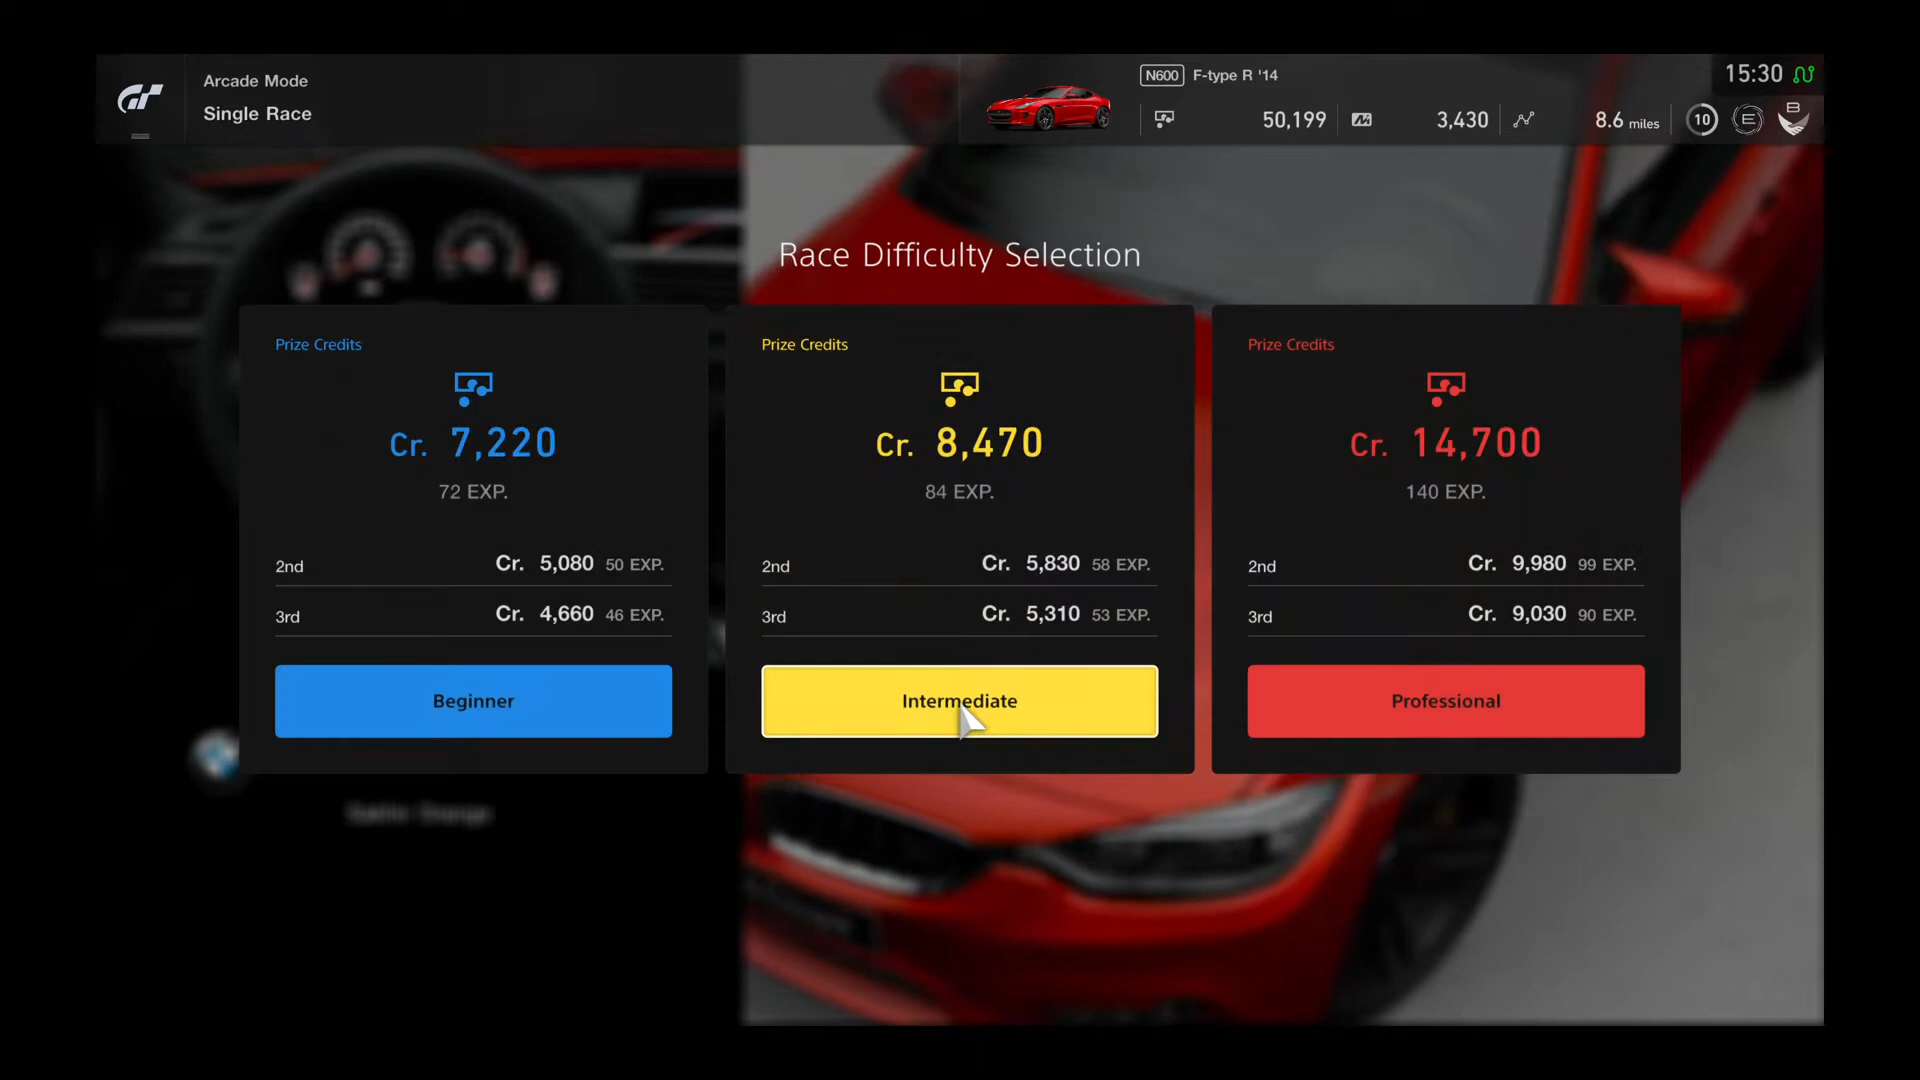 Arcade Mode
Single Race
N600 F-type R '14
50,199 3,430 8.6 miles 10 E B
15:30
Race Difficulty Selection
Prize Credits
Cr. 7,220
72 EXP.
2nd Cr. 5,080 50 EXP.
3rd Cr. 4,660 46 EXP.
Beginner
Prize Credits
Cr. 8,470
84 EXP.
2nd Cr. 5,830 58 EXP.
3rd Cr. 5,310 53 EXP.
Intermediate
Prize Credits
Cr. 14,700
140 EXP.
2nd Cr. 9,980 99 EXP.
3rd Cr. 9,030 90 EXP.
Professional